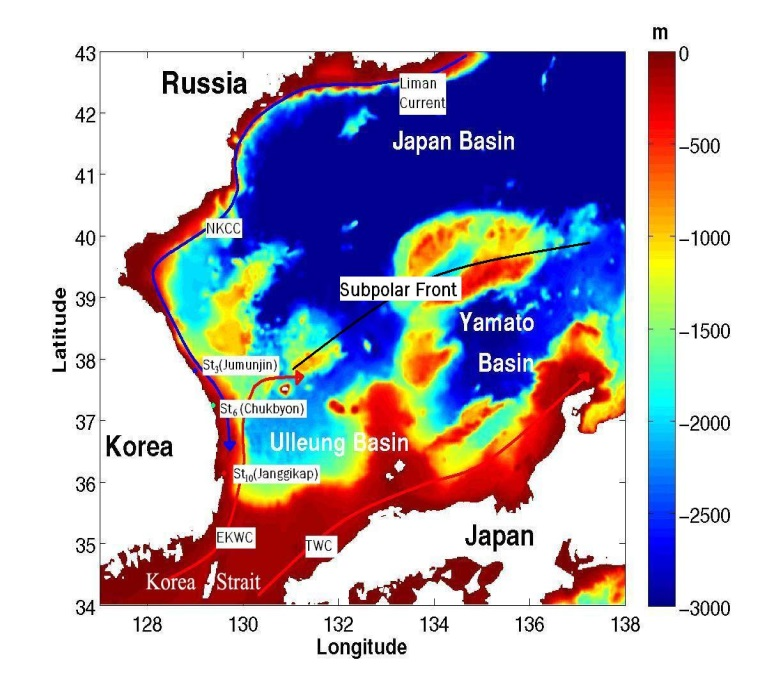 m
43
42
41
40
39
38
37
36
35
34
Latitude
128
130
132
134
136
138
Longitude
0
−500
−1000
−1500
−2000
−2500
−3000
Russia
Liman
Current
Japan Basin
NKCC
Subpolar Front
Yamato
Basin
St3(Jumunjin)
St6 (Chukbyon)
Korea
Ulleung Basin
St10(Janggikap)
EKWC
TWC
Japan
Korea Strait